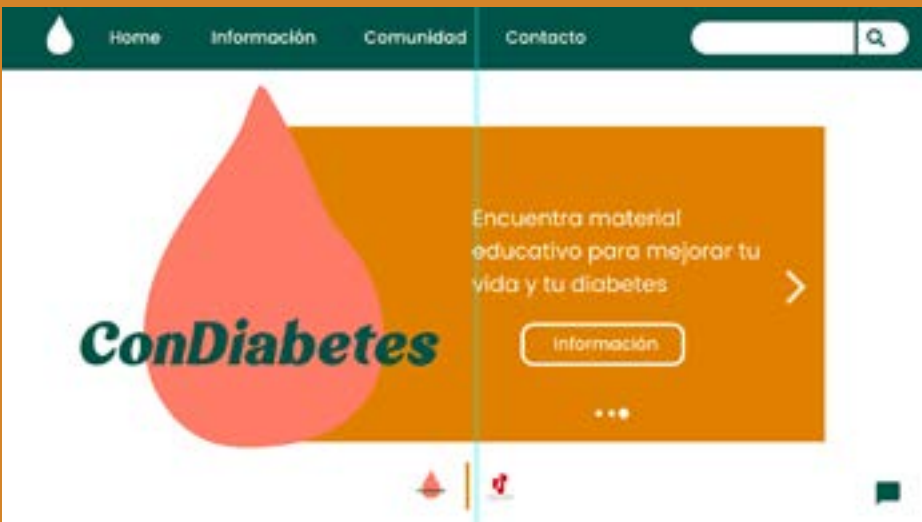 Home
Información
Comunidad
Contacto
Encuentra material
educativo para mejorar tu
vida y tu diabetes
ConDiabetes
Información